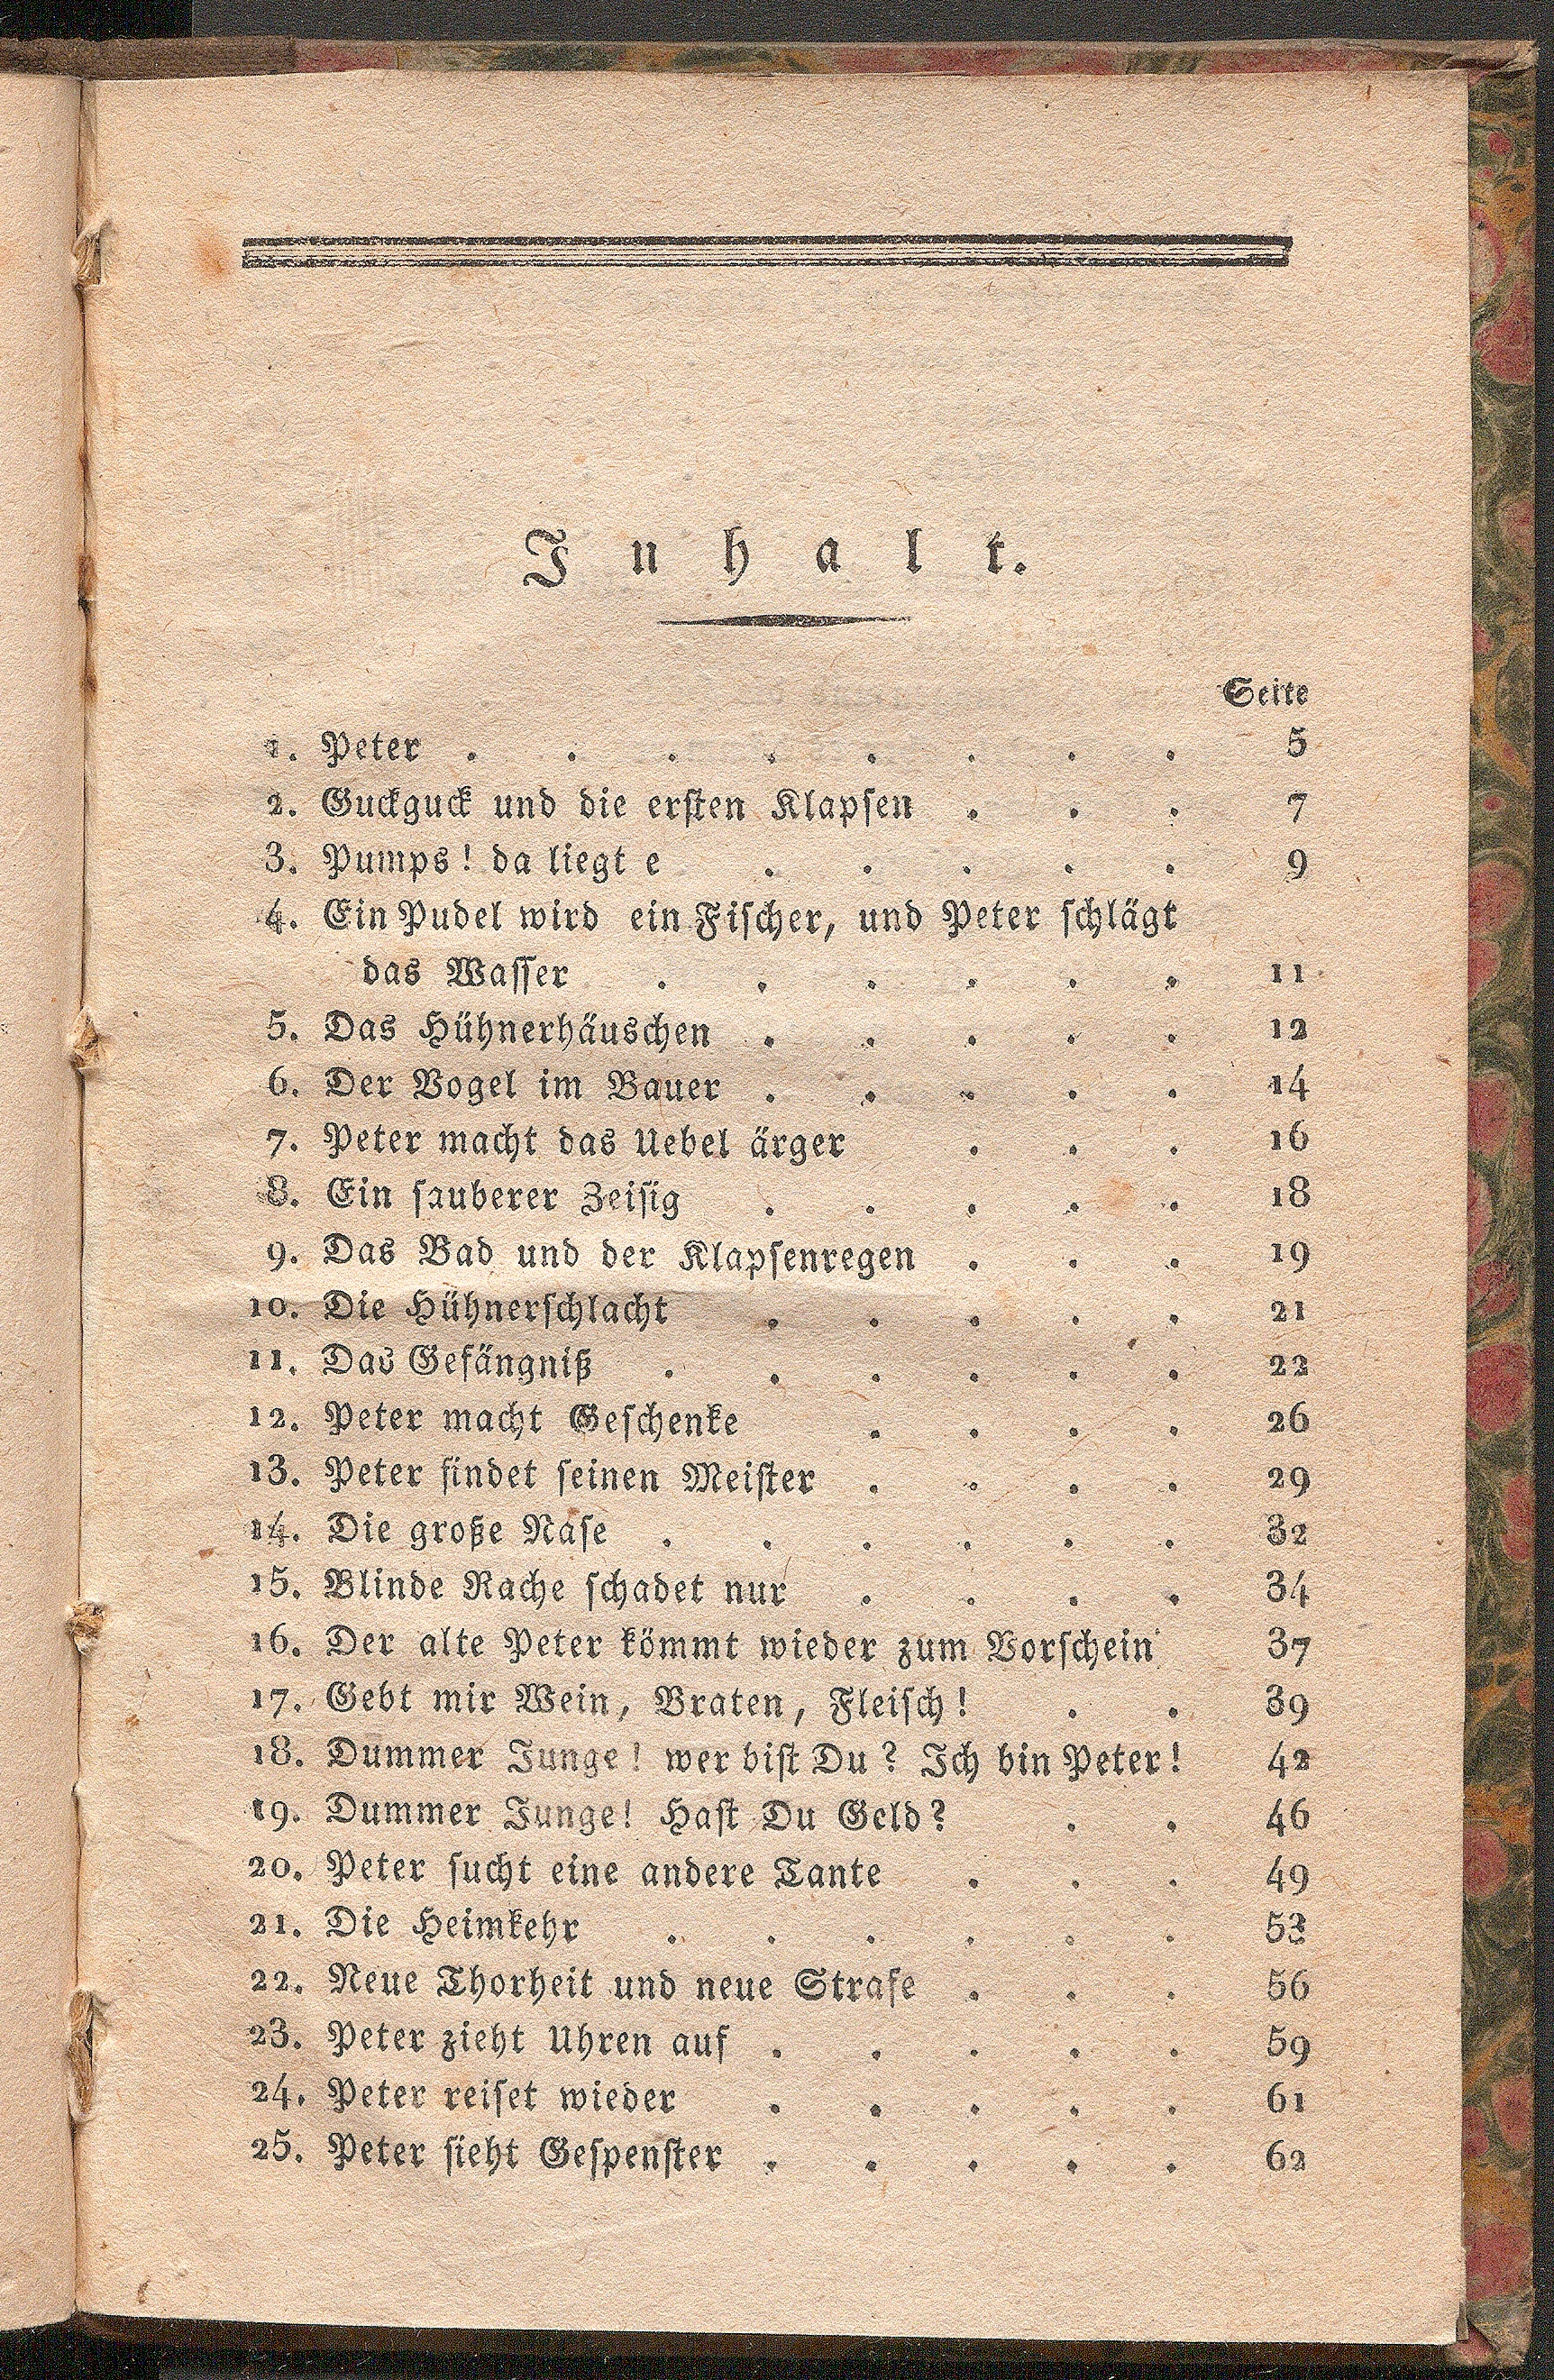 Inhalt.
Seite
1. Peter . . . . . . . . 5
2. Guckguck und die ersten Klapsen . . . 7
3. Pumps! da liegt e . . . . . 9
4. Ein Pudel wird ein Fischer, und Peter schlägt
das Wasser . . . . . . 11
5. Das Hühnerhäuschen . . . . . 12
6. Der Vogel im Bauer . . . . . 14
7. Peter macht das Uebel ärger . . . 16
8. Ein sauberer Zeisig . . . . . 18
9. Das Bad und der Klapsenregen . . . 19
10. Die Hühnerschlacht . . . . . 21
11. Das Gefängniß . . . . . . 22
12. Peter macht Geschenke . . . . 26
13. Peter findet seinen Meister . . . . 29
14. Die große Nase . . . . . . 32
15. Blinde Rache schadet nur . . . . 34
16. Der alte Peter kömmt wieder zum Vorschein 37
17. Gebt mir Wein, Braten, Fleisch! . . 39
18. Dummer Junge! wer bist Du? Ich bin Peter! 42
19. Dummer Junge! Hast Du Geld? . . 46
20. Peter sucht eine andere Tante . . . 49
21. Die Heimkehr . . . . . . 52
22. Neue Thorheit und neue Strafe . . . 56
23. Peter zieht Uhren auf . . . . . 59
24. Peter reiset wieder . . . . . 61
25. Peter sieht Gespenster . . . . . 62